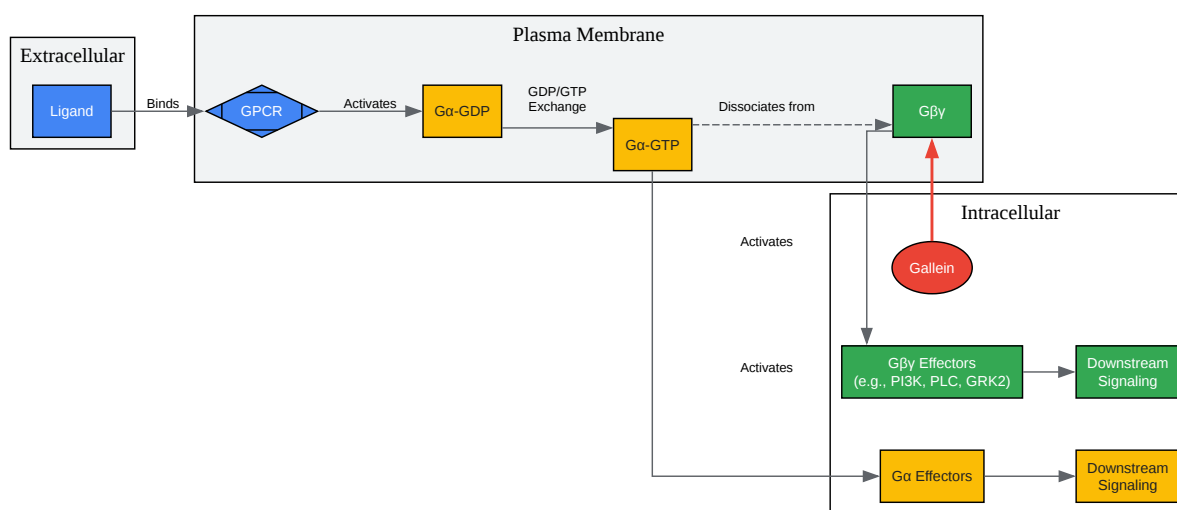 Plasma Membrane
Extracellular
Ligand
Binds
GPCR
Activates
Gα-GDP
GDP/GTP
Exchange
Gα-GTP
Dissociates from
Gβγ
Intracellular
Activates
Gallein
Gβγ Effectors
(e.g., PI3K, PLC, GRK2)
Downstream
Signaling
Activates
Gα Effectors
Downstream
Signaling